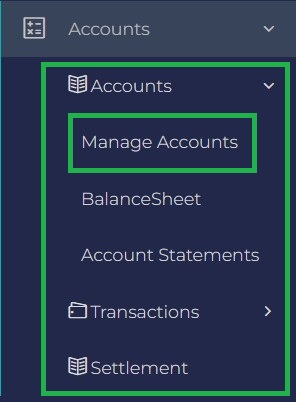 Accounts
Accounts
Manage Accounts
BalanceSheet
Account Statements
Transactions
Settlement